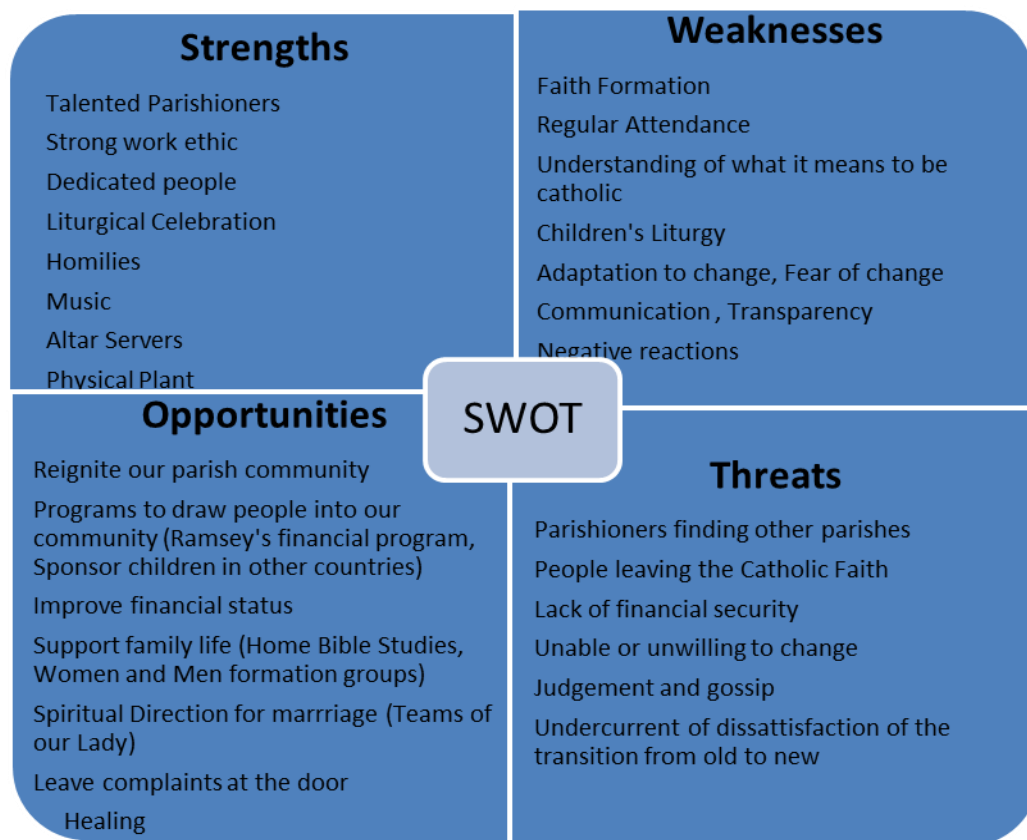 Strengths
Talented Parishioners
Strong work ethic
Dedicated people
Liturgical Celebration
Homilies
Music
Altar Servers
Physical Plant
Weaknesses
Faith Formation
Regular Attendance
Understanding of what it means to be
catholic
Children's Liturgy
Adaptation to change, Fear of change
Communication , Transparency
Negative reactions
SWOT
Opportunities
Reignite our parish community
Programs to draw people into our
community (Ramsey's financial program,
Sponsor children in other countries)
Improve financial status
Support family life (Home Bible Studies,
Women and Men formation groups)
Spiritual Direction for marrriage (Teams of
our Lady)
Leave complaints at the door
Healing
Threats
Parishioners finding other parishes
People leaving the Catholic Faith
Lack of financial security
Unable or unwilling to change
Judgement and gossip
Undercurrent of dissattisfaction of the
transition from old to new